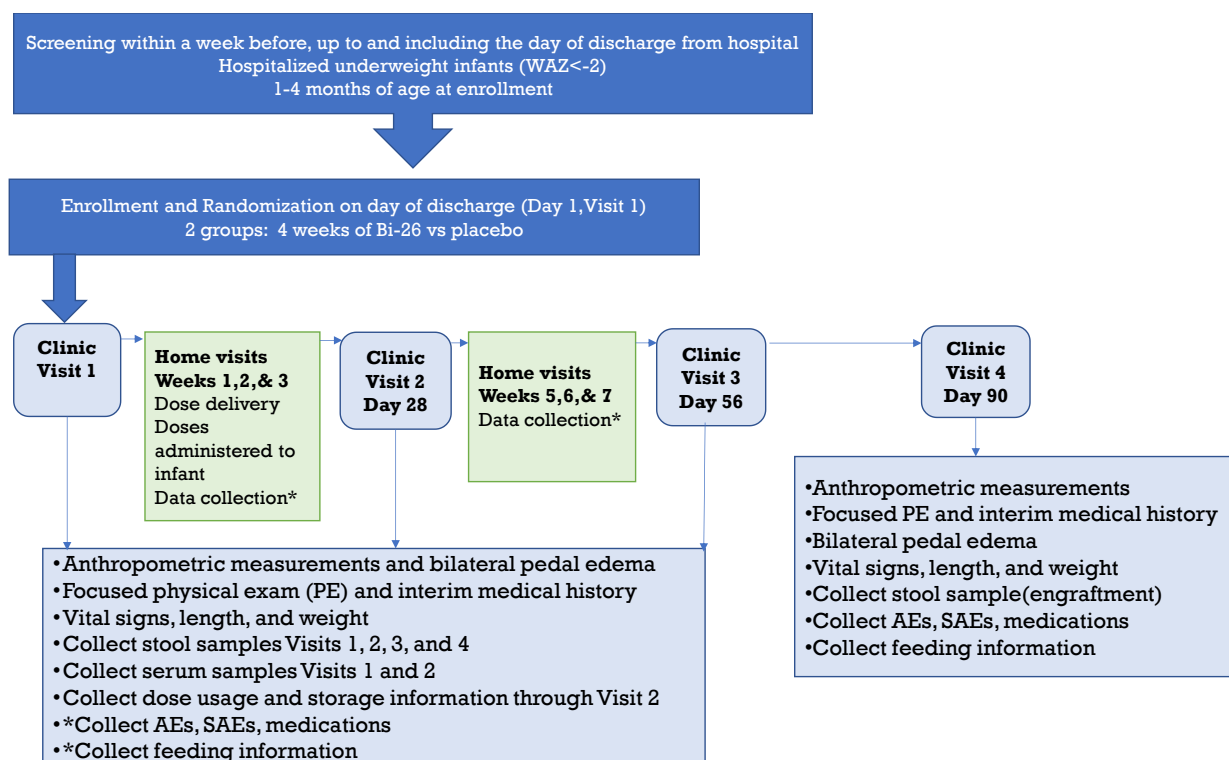 Screening within a week before, up to and including the day of discharge from hospital
Hospitalized underweight infants (WAZ<-2)
1-4 months of age at enrollment
Enrollment and Randomization on day of discharge (Day 1,Visit 1)
2 groups: 4 weeks of Bi-26 vs placebo
Clinic
Visit 1
Home visits
Weeks 1,2,& 3
Dose delivery
Doses
administered to
infant
Data collection*
Clinic
Visit 2
Day 28
Home visits
Weeks 5,6,& 7
Data collection*
Clinic
Visit 3
Day 56
Clinic
Visit 4
Day 90
•Anthropometric measurements and bilateral pedal edema
•Focused physical exam (PE) and interim medical history
•Vital signs, length, and weight
•Collect stool samples Visits 1, 2, 3, and 4
•Collect serum samples Visits 1 and 2
•Collect dose usage and storage information through Visit 2
•*Collect AEs, SAEs, medications
•*Collect feeding information
•Anthropometric measurements
•Focused PE and interim medical history
•Bilateral pedal edema
•Vital signs, length, and weight
•Collect stool sample(engraftment)
•Collect AEs, SAEs, medications
•Collect feeding information